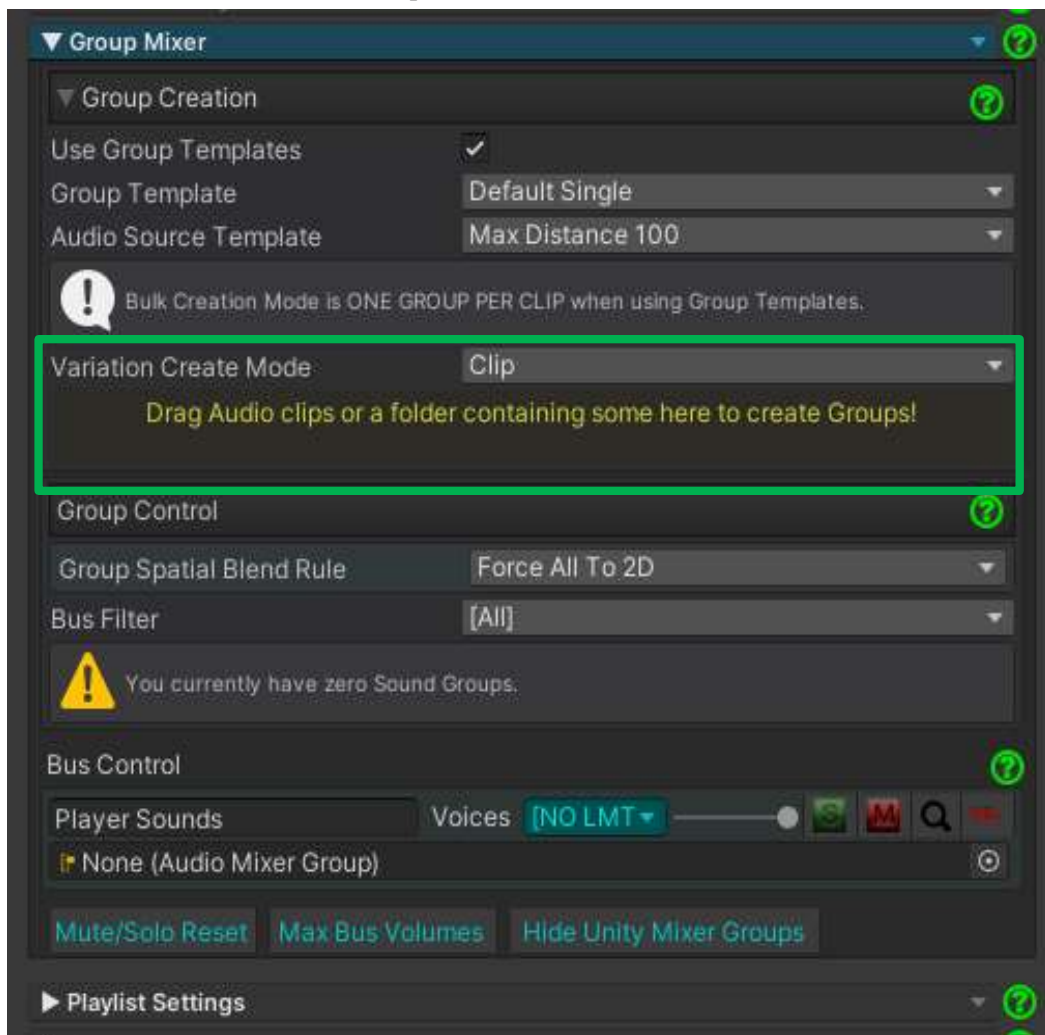 ▼ Group Mixer
▼ Group Creation
Use Group Templates
Group Template Default Single
Audio Source Template Max Distance 100
Bulk Creation Mode is ONE GROUP PER CLIP when using Group Templates.
Variation Create Mode Clip
Drag Audio clips or a folder containing some here to create Groups!
Group Control
Group Spatial Blend Rule Force All To 2D
Bus Filter [All]
You currently have zero Sound Groups.
Bus Control
Player Sounds Voices [NO LMT S M
None (Audio Mixer Group)
Mute/Solo Reset Max Bus Volumes Hide Unity Mixer Groups
▶ Playlist Settings